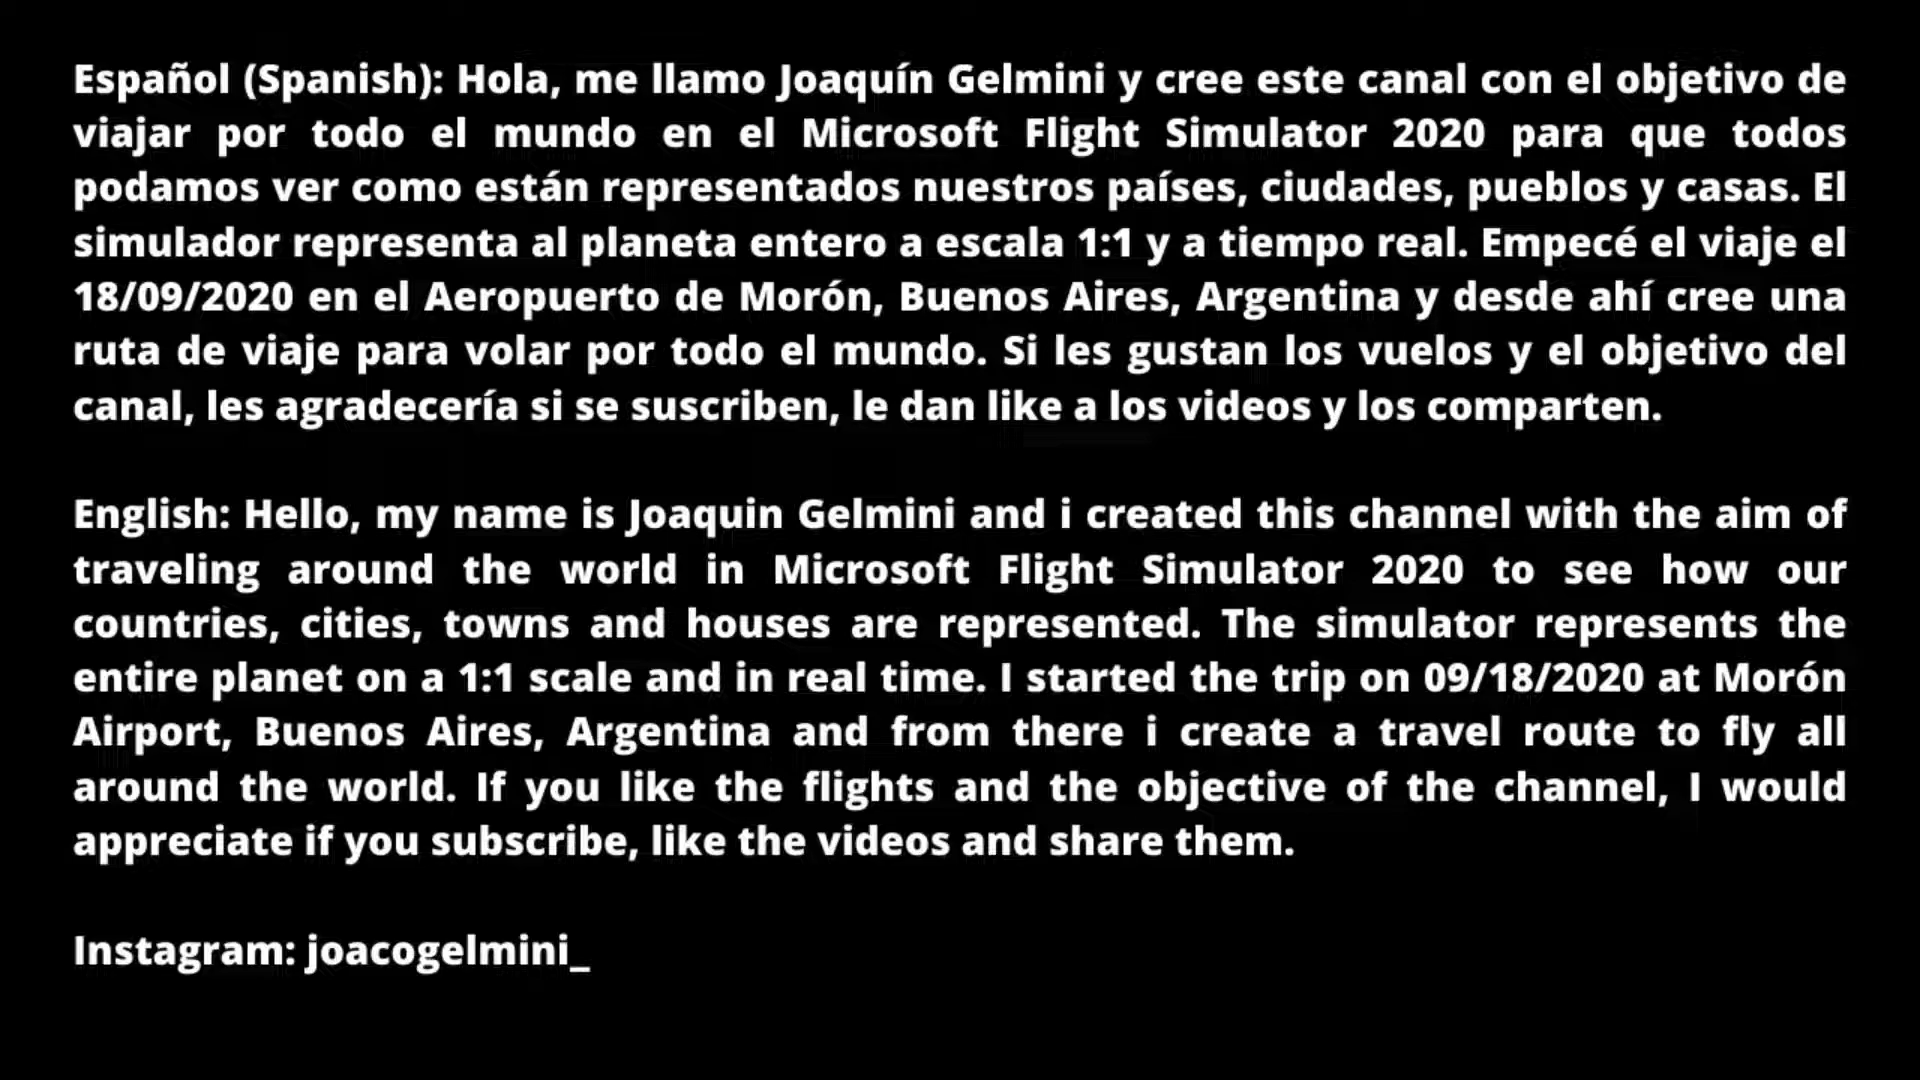 Español (Spanish): Hola, me llamo Joaquín Gelmini y cree este canal con el objetivo de
viajar por todo el mundo en el Microsoft Flight Simulator 2020 para que todos
podamos ver como están representados nuestros países, ciudades, pueblos y casas. El
simulador representa al planeta entero a escala 1:1 y a tiempo real. Empecé el viaje el
18/09/2020 en el Aeropuerto de Morón, Buenos Aires, Argentina y desde ahí cree una
ruta de viaje para volar por todo el mundo. Si les gustan los vuelos y el objetivo del
canal, les agradecería si se suscriben, le dan like a los videos y los comparten.
English: Hello, my name is Joaquin Gelmini and i created this channel with the aim of
traveling around the world in Microsoft Flight Simulator 2020 to see how our
countries, cities, towns and houses are represented. The simulator represents the
entire planet on a 1:1 scale and in real time. I started the trip on 09/18/2020 at Morón
Airport, Buenos Aires, Argentina and from there i create a travel route to fly all
around the world. If you like the flights and the objective of the channel, I would
appreciate if you subscribe, like the videos and share them.
Instagram: joacogelmini_